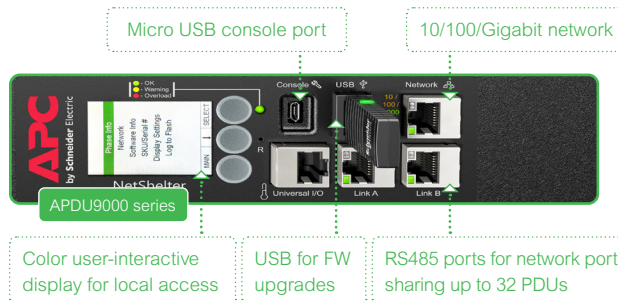 Micro USB console port
10/100/Gigabit network
- OK
- Warning
- Overload
Console
USB
10 /
100 /
Network
APC
by Schneider Electric
Phase Info
Network
Software Info
SKU/Serial #
Display Settings
Log to Flash
MAIN
SELECT
R
NetShelter
Universal I/O
Link A
Link B
APDU9000 series
Color user-interactive
display for local access
USB for FW
upgrades
RS485 ports for network port
sharing up to 32 PDUs